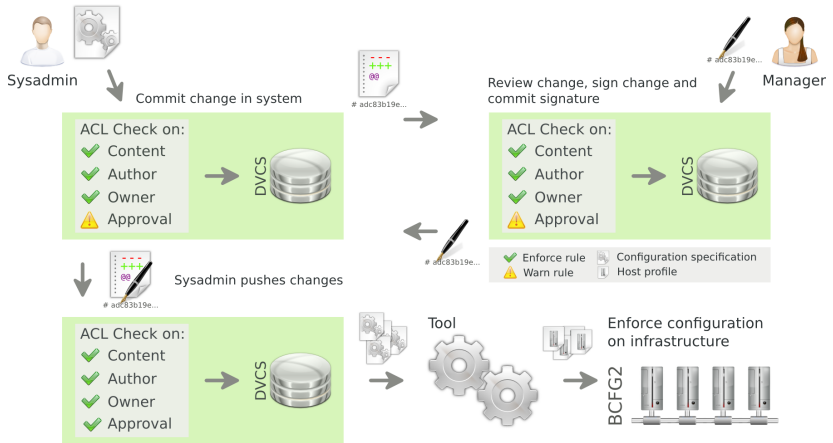 Sysadmin
Commit change in system
ACL Check on:
Content
Author
Owner
Approval
DVCS
- - -
+++
@@
# adc83b19e...
Review change, sign change and
commit signature
# adc83b19e...
Manager
ACL Check on:
Content
Author
Owner
Approval
DVCS
# adc83b19e...
Enforce rule
Configuration specification
Warn rule
Host profile
- - -
+++
@@
# adc83b19e...
Sysadmin pushes changes
ACL Check on:
Content
Author
Owner
Approval
DVCS
Tool
Enforce configuration
on infrastructure
BCFG2